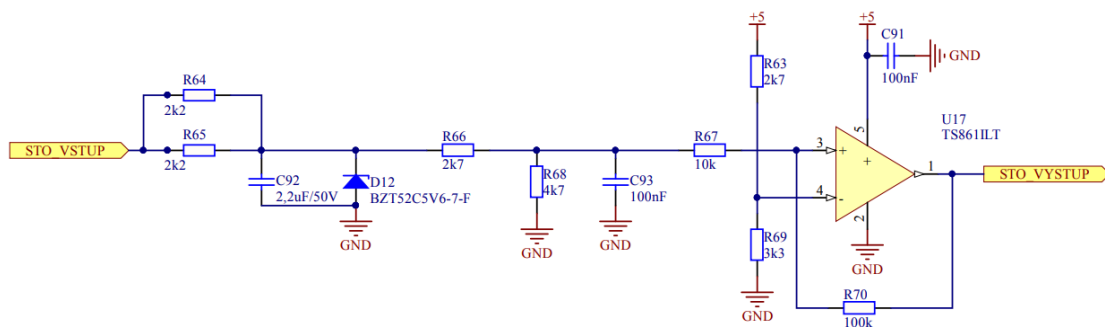 +5
+5
C91
GND
100nF
R63
2k7
R64
2k2
U17
TS861ILT
STO_VSTUP
R65
2k2
R66
2k7
R67
10k
3
+
5
+
1
STO_VYSTUP
C92
2,2uF/50V
D12
BZT52C5V6-7-F
R68
4k7
C93
100nF
4
-
2
GND
GND
GND
R69
3k3
GND
GND
R70
100k